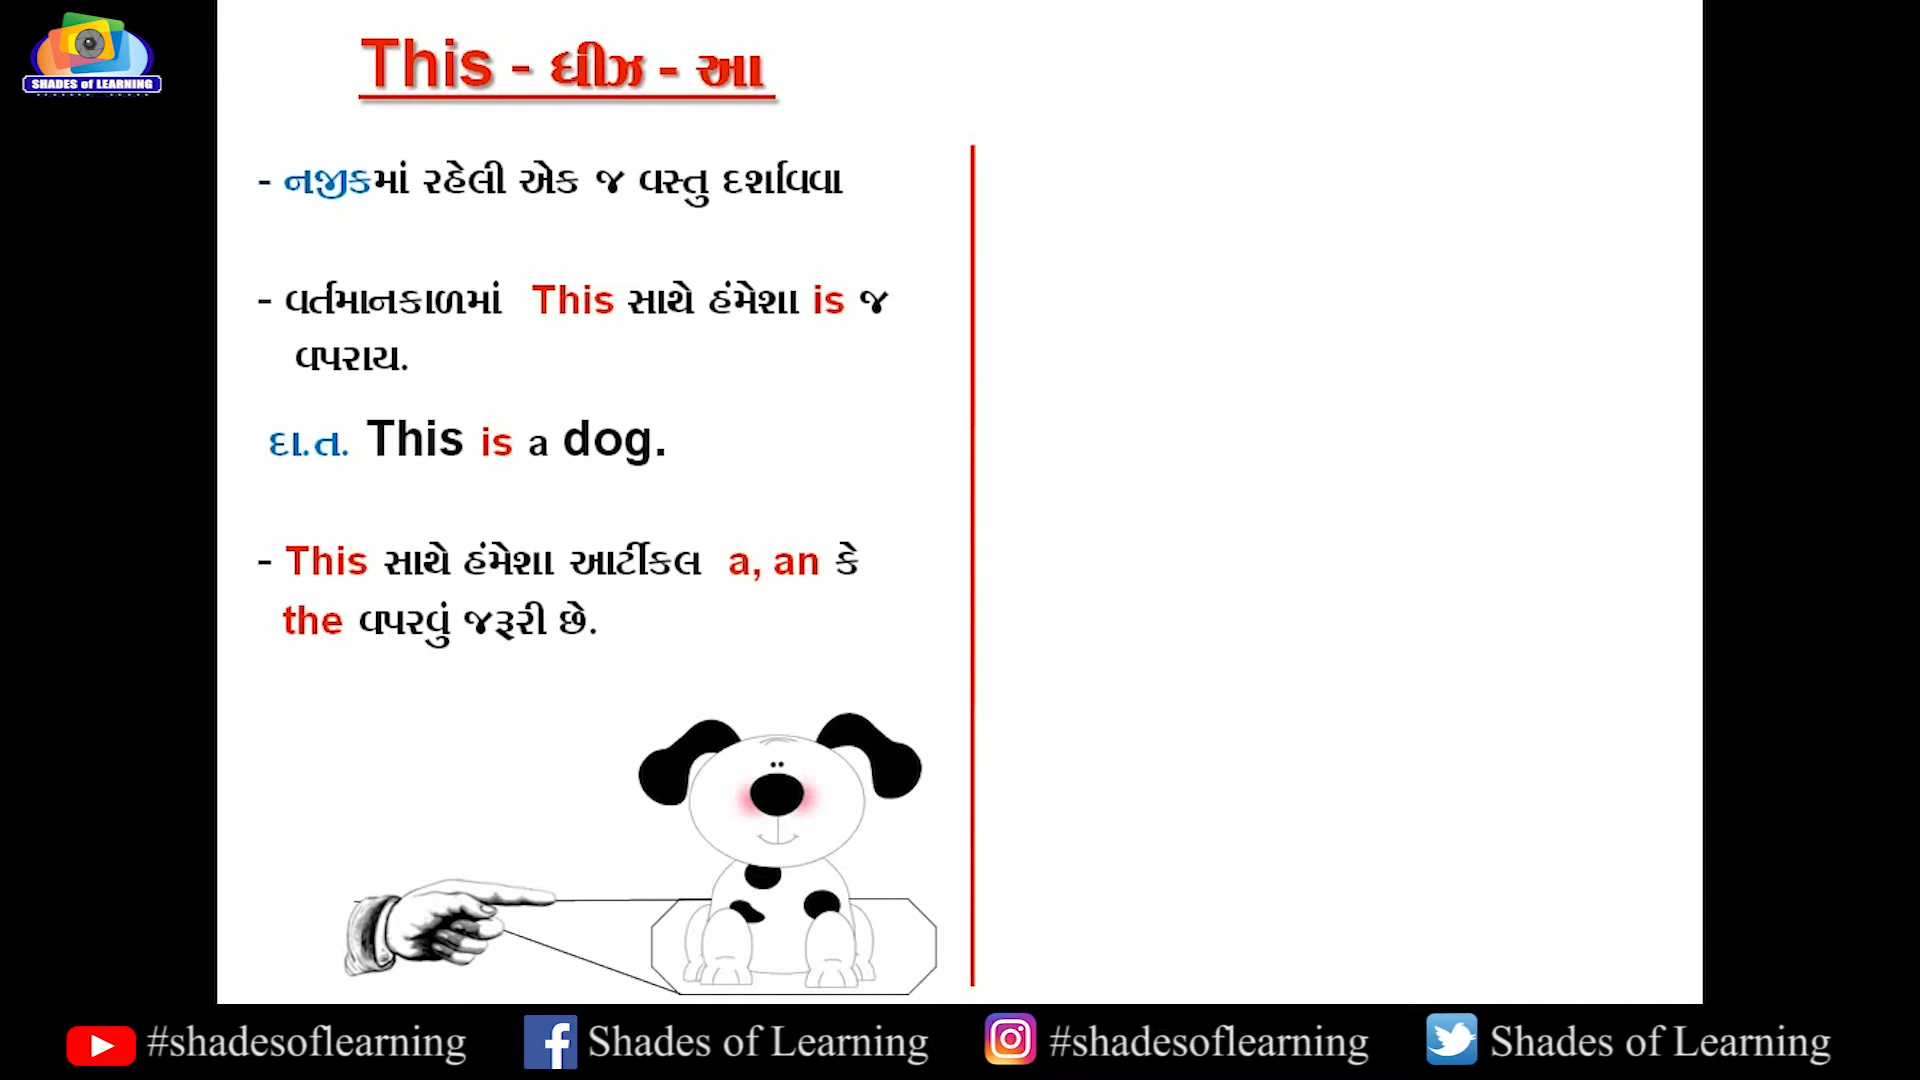 SHADES of LEARNING
This - ધીઝ - આ
- નજીકમાં રહેલી એક જ વસ્તુ દર્શાવવા
- વર્તમાનકાળમાં This સાથે હંમેશા is જ
વપરાય.
દા.ત. This is a dog.
- This સાથે હંમેશા આર્ટીકલ a, an કે
the વપરવું જરૂરી છે.
#shadesoflearning Shades of Learning #shadesoflearning Shades of Learning